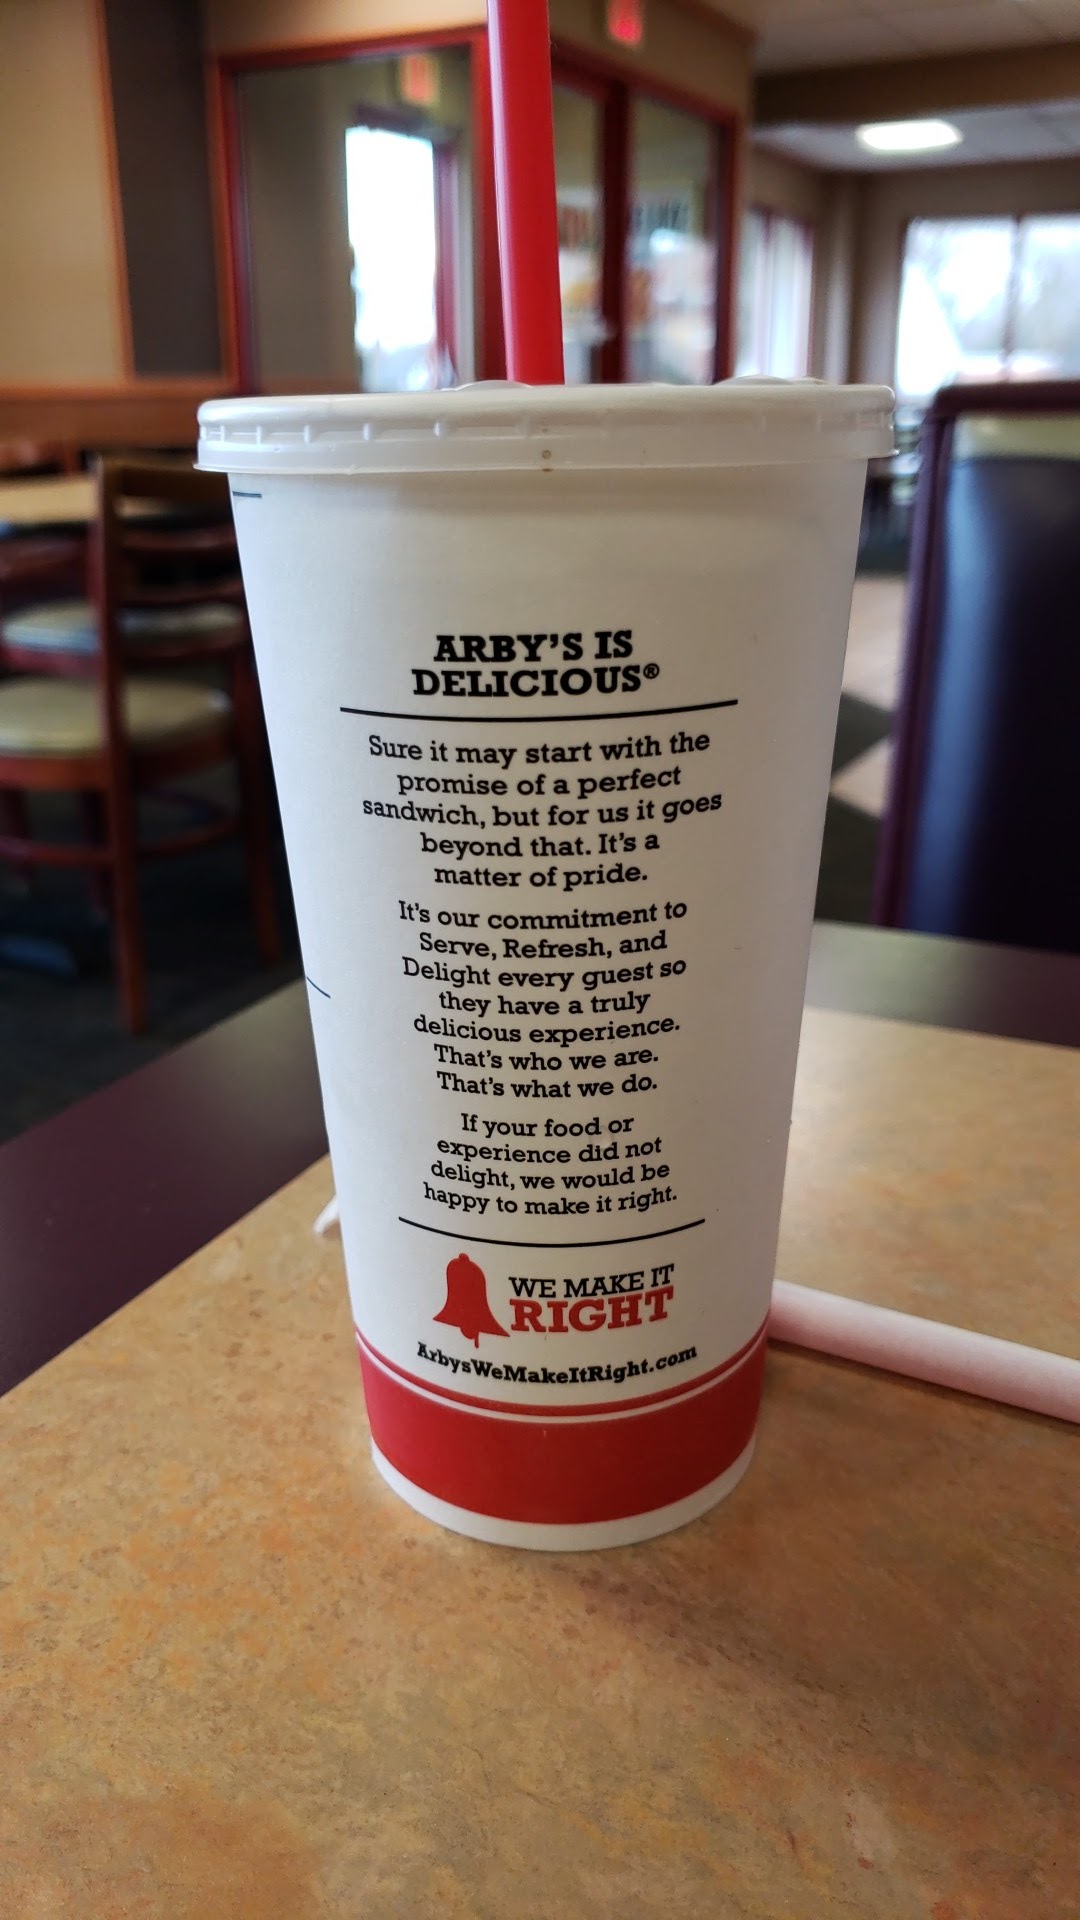 ARBY'S IS
DELICIOUS®
Sure it may start with the
promise of a perfect
sandwich, but for us it goes
beyond that. It's a
matter of pride.
It's our commitment to
Serve, Refresh, and
Delight every guest so
they have a truly
delicious experience.
That's who we are.
That's what we do.
If your food or
experience did not
delight, we would be
happy to make it right.
WE MAKE IT
RIGHT
ArbysWeMakeItRight.com